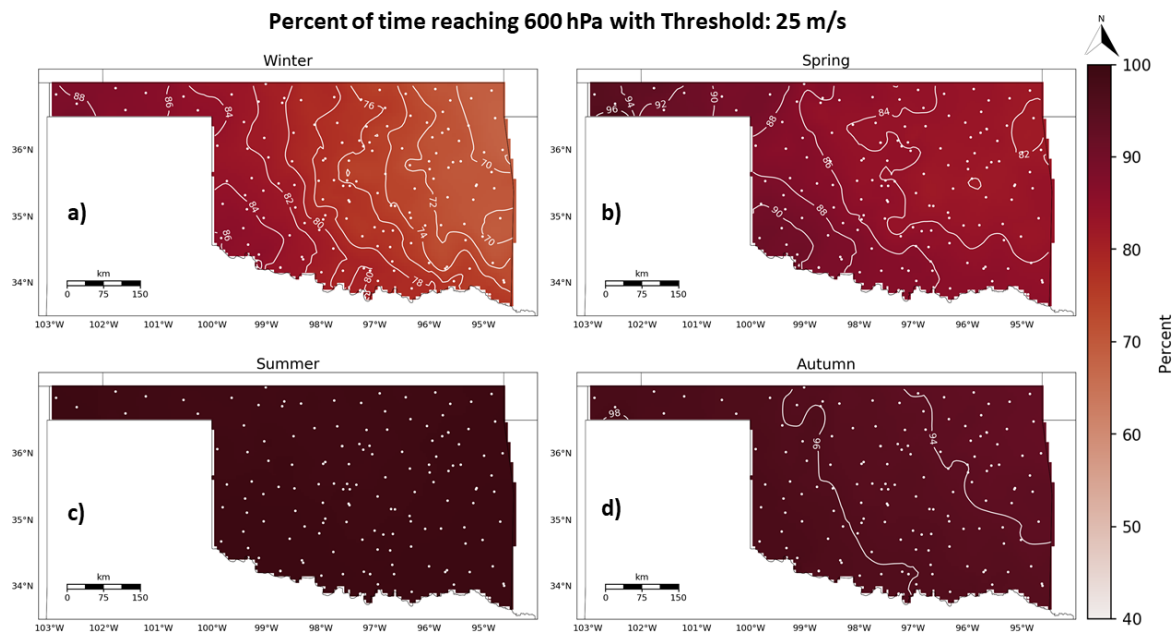 Percent of time reaching 600 hPa with Threshold: 25 m/s
N
Winter
88
86
84
76
70
84
82
86
80
72
74
70
80
78
a)
km
0 75 150
36°N
35°N
34°N
103°W 102°W 101°W 100°W 99°W 98°W 97°W 96°W 95°W
Spring
96
94
92
90
88
84
82
86
90
88
b)
km
0 75 150
36°N
35°N
34°N
103°W 102°W 101°W 100°W 99°W 98°W 97°W 96°W 95°W
Summer
c)
km
0 75 150
36°N
35°N
34°N
103°W 102°W 101°W 100°W 99°W 98°W 97°W 96°W 95°W
Autumn
98
96
94
d)
km
0 75 150
36°N
35°N
34°N
103°W 102°W 101°W 100°W 99°W 98°W 97°W 96°W 95°W
100
90
80
70
60
50
40
Percent